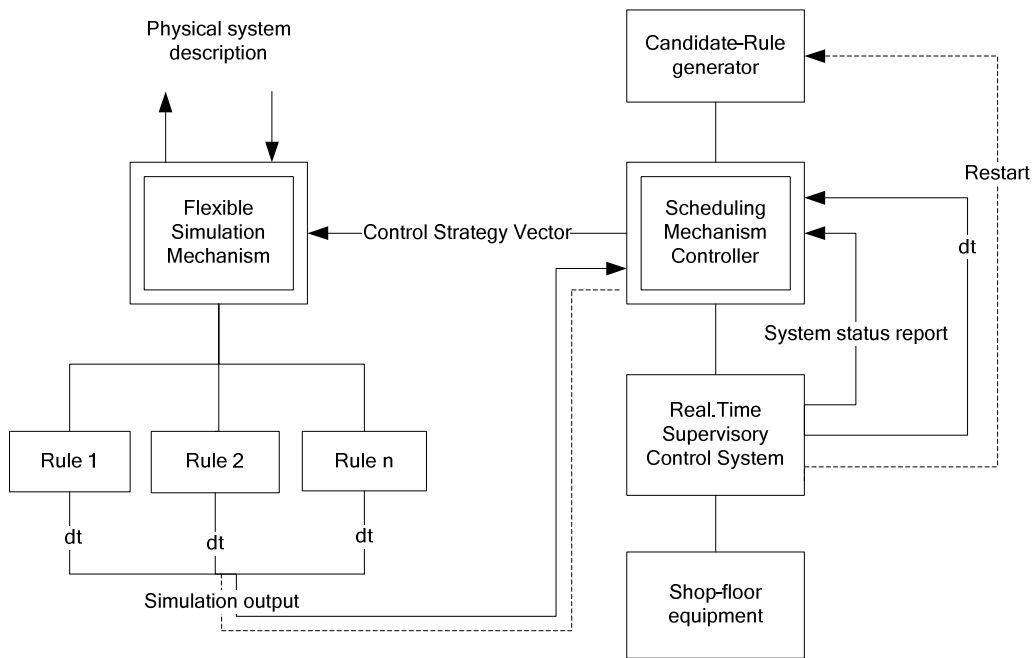 Physical system
description
Candidate-Rule
generator
Restart
Flexible
Simulation
Mechanism
Control Strategy Vector
Scheduling
Mechanism
Controller
dt
System status report
Real.Time
Supervisory
Control System
Rule 1
Rule 2
Rule n
dt
dt
dt
Simulation output
Shop-floor
equipment